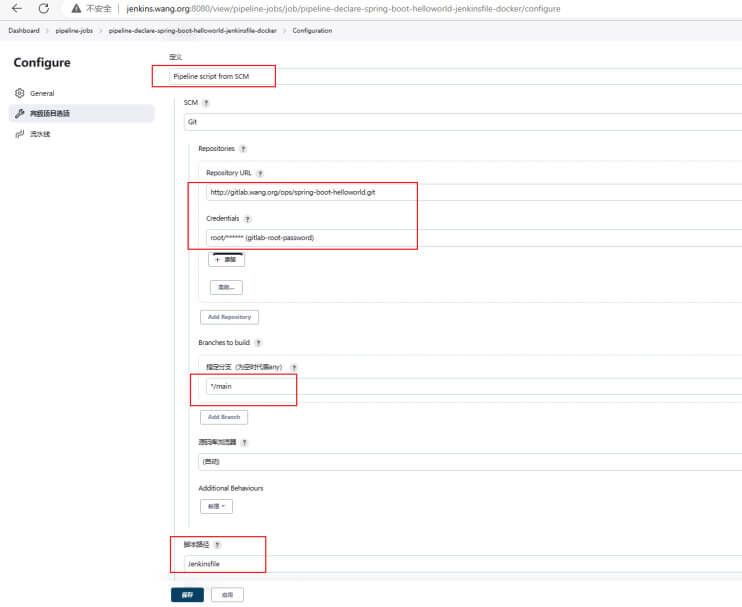 不安全 jenkins.wang.org:8080/view/pipeline-jobs/job/pipeline-declare-spring-boot-helloworld-jenkinsfile-docker/configure
Dashboard > pipeline-jobs > pipeline-declare-spring-boot-helloworld-jenkinsfile-docker > Configuration
Configure
General
高级项目选项
流水线
定义
Pipeline script from SCM
SCM ?
Git
Repositories ?
Repository URL ?
http://gitlab.wang.org/ops/spring-boot-helloworld.git
Credentials ?
root/****** (gitlab-root-password)
+ 添加
高级...
Add Repository
Branches to build ?
指定分支（为空时代表any） ?
*/main
Add Branch
源码库浏览器 ?
(自动)
Additional Behaviours
新增
脚本路径 ?
Jenkinsfile
保存
应用